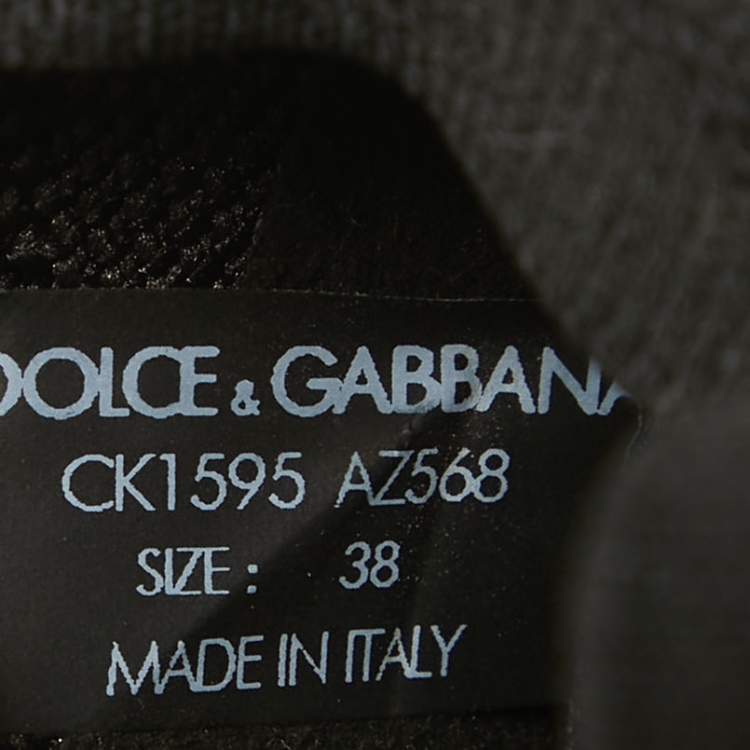 DOLCE & GABBANA
CK1595 AZ568
SIZE : 38
MADE IN ITALY